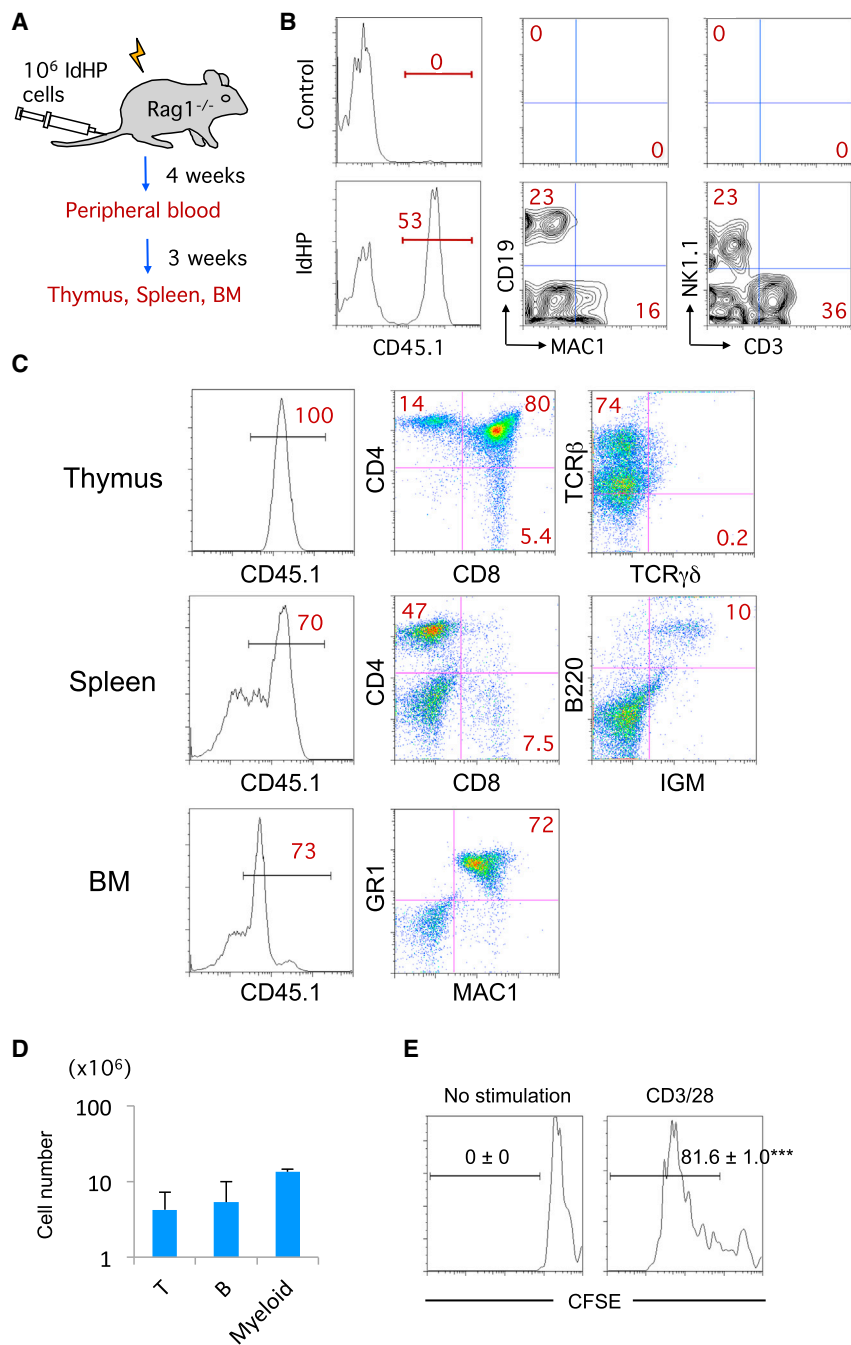 A
10⁶ IdHP
cells
Rag1⁻/⁻
4 weeks
Peripheral blood
3 weeks
Thymus, Spleen, BM
B
Control
0
0
0
0
0
IdHP
53
23
16
23
36
CD45.1
CD19
MAC1
NK1.1
CD3
C
Thymus
100
CD45.1
14
80
5.4
CD4
CD8
74
0.2
TCRβ
TCRγδ
Spleen
70
CD45.1
47
7.5
CD4
CD8
10
B220
IGM
BM
73
CD45.1
72
GR1
MAC1
D
(x10⁶)
Cell number
100
10
1
T
B
Myeloid
E
No stimulation
CD3/28
0 ± 0
81.6 ± 1.0***
CFSE